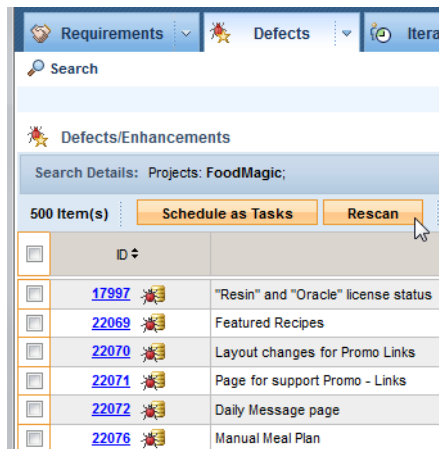 Requirements Defects Itera
Search
Defects/Enhancements
Search Details: Projects: FoodMagic;
500 Item(s) Schedule as Tasks Rescan
ID
17997 "Resin" and "Oracle" license status
22069 Featured Recipes
22070 Layout changes for Promo Links
22071 Page for support Promo - Links
22072 Daily Message page
22076 Manual Meal Plan